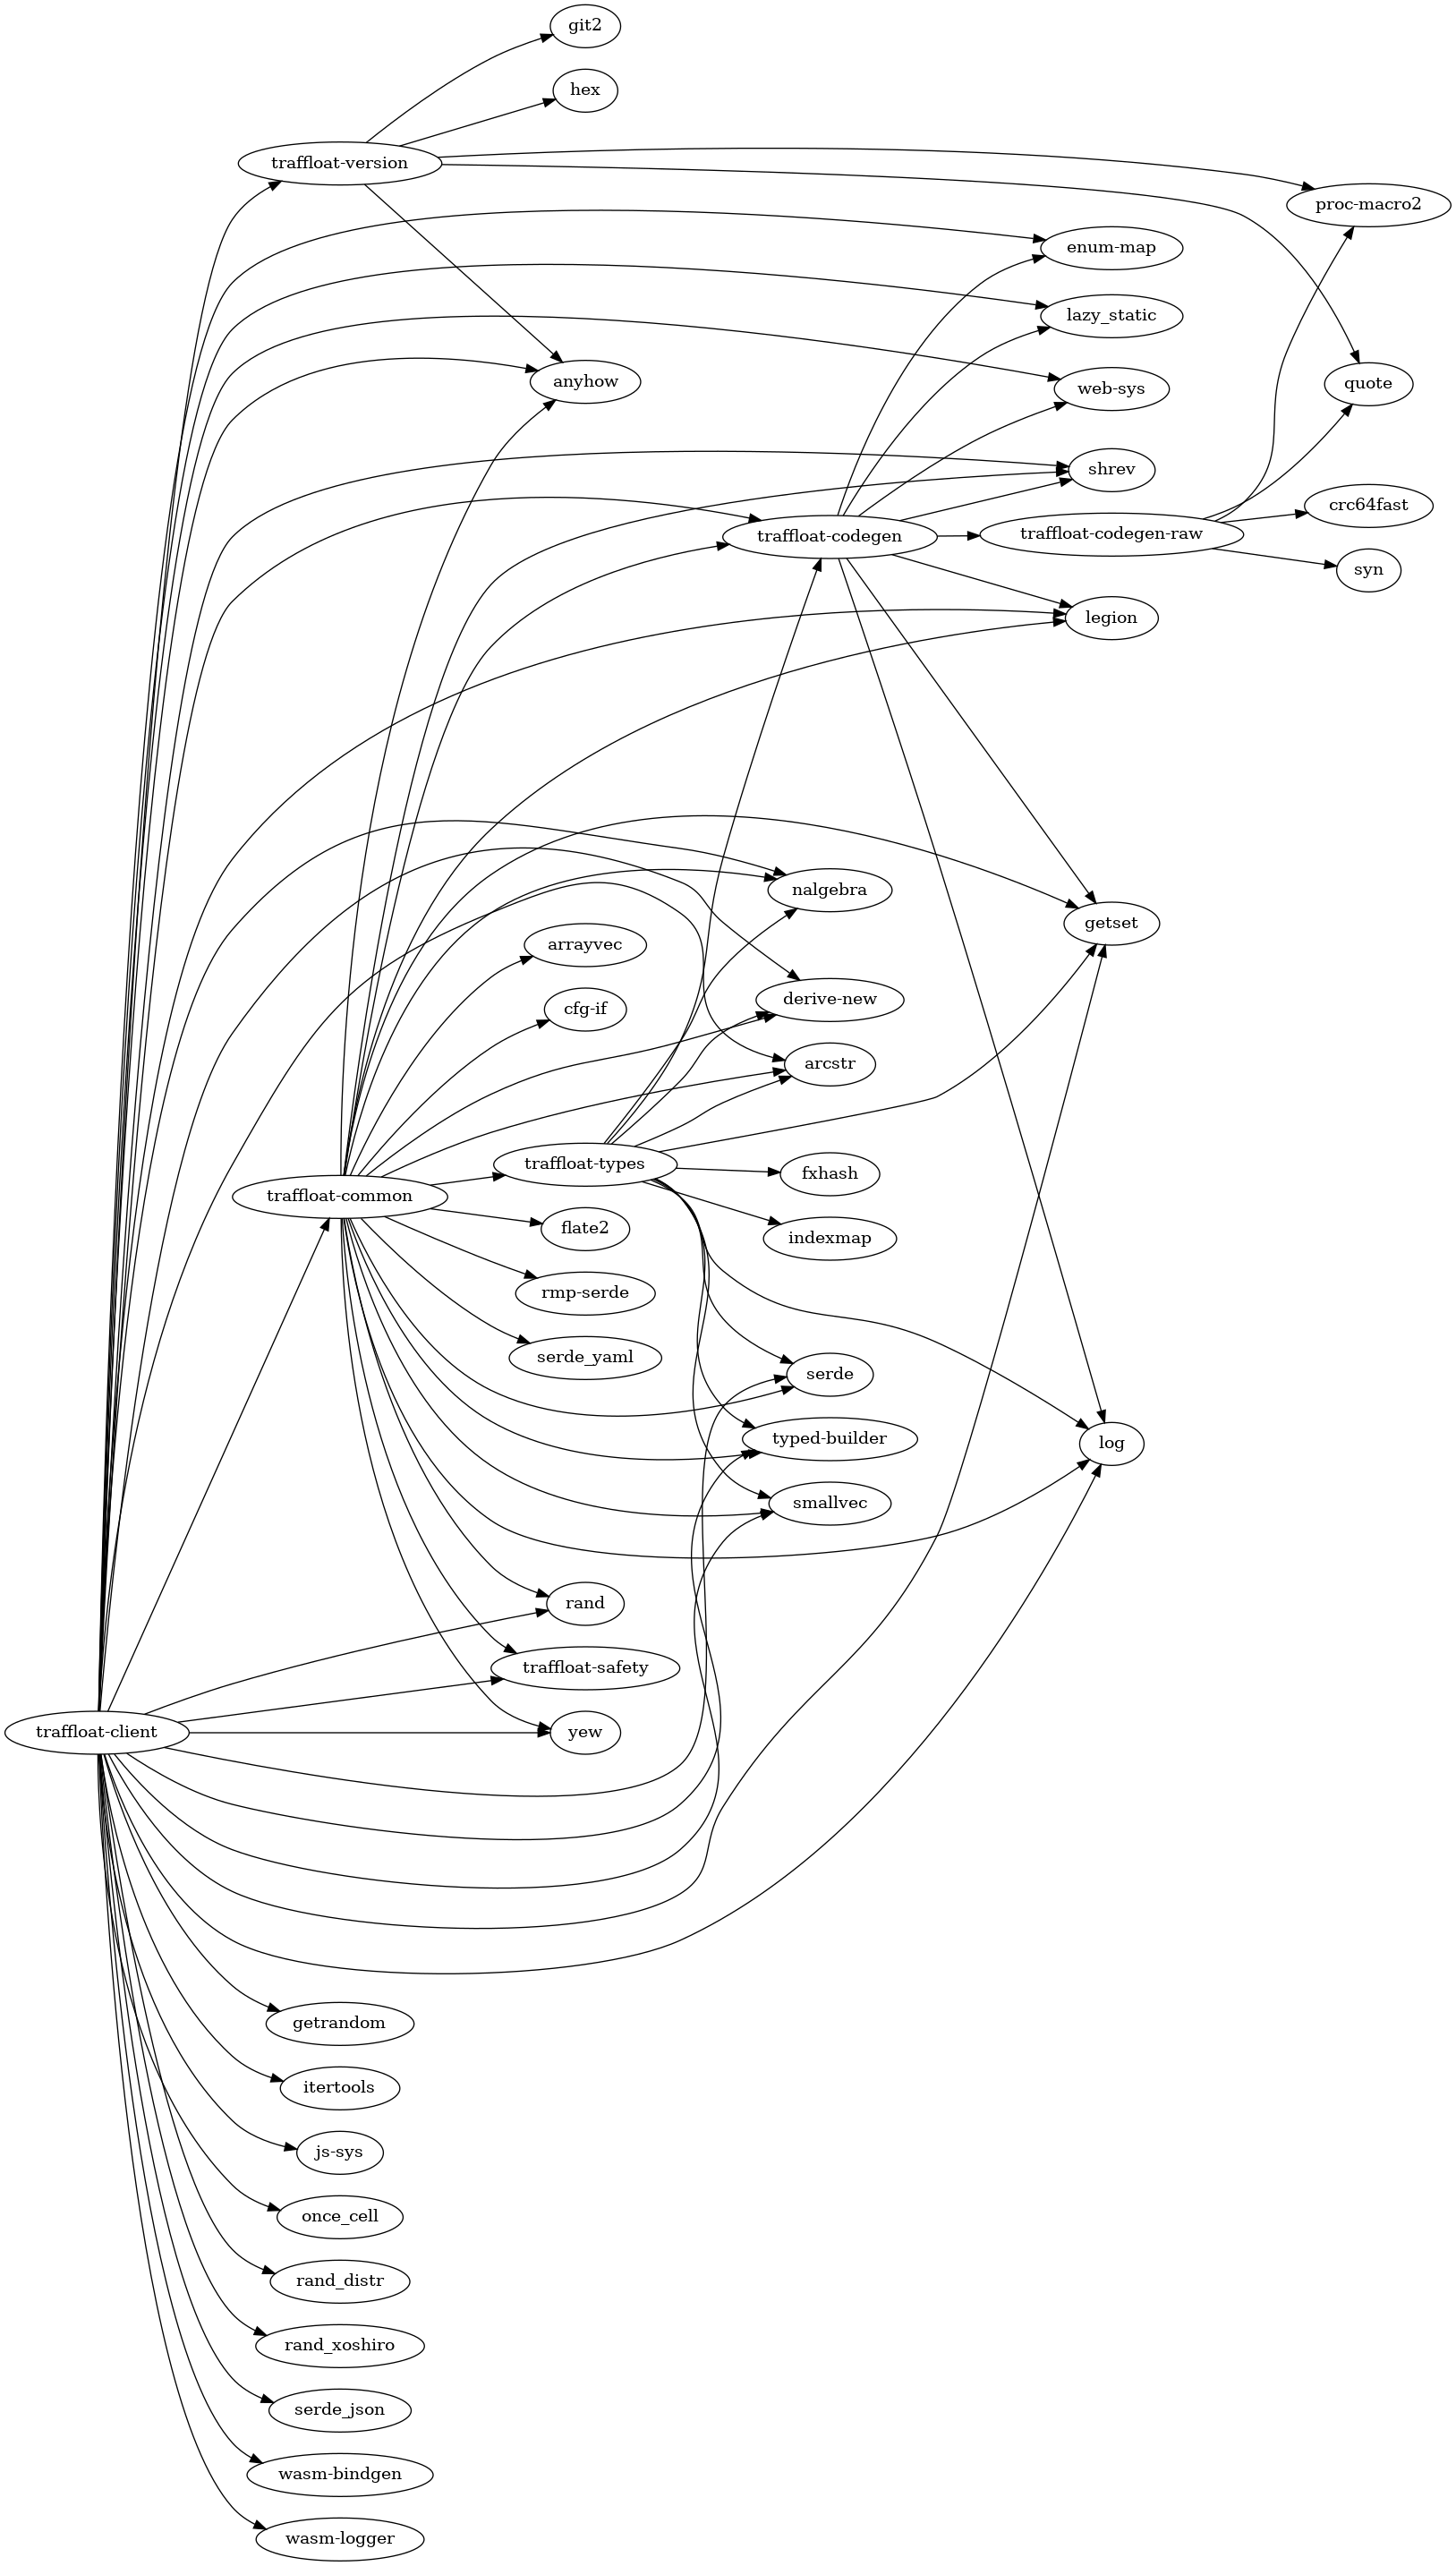 git2
hex
traffloat-version
proc-macro2
enum-map
lazy_static
anyhow
quote
web-sys
shrev
crc64fast
traffloat-codegen
traffloat-codegen-raw
syn
legion
nalgebra
getset
arrayvec
derive-new
cfg-if
arcstr
traffloat-types
fxhash
traffloat-common
flate2
indexmap
rmp-serde
serde_yaml
serde
typed-builder
log
smallvec
rand
traffloat-safety
traffloat-client
yew
getrandom
itertools
js-sys
once_cell
rand_distr
rand_xoshiro
serde_json
wasm-bindgen
wasm-logger